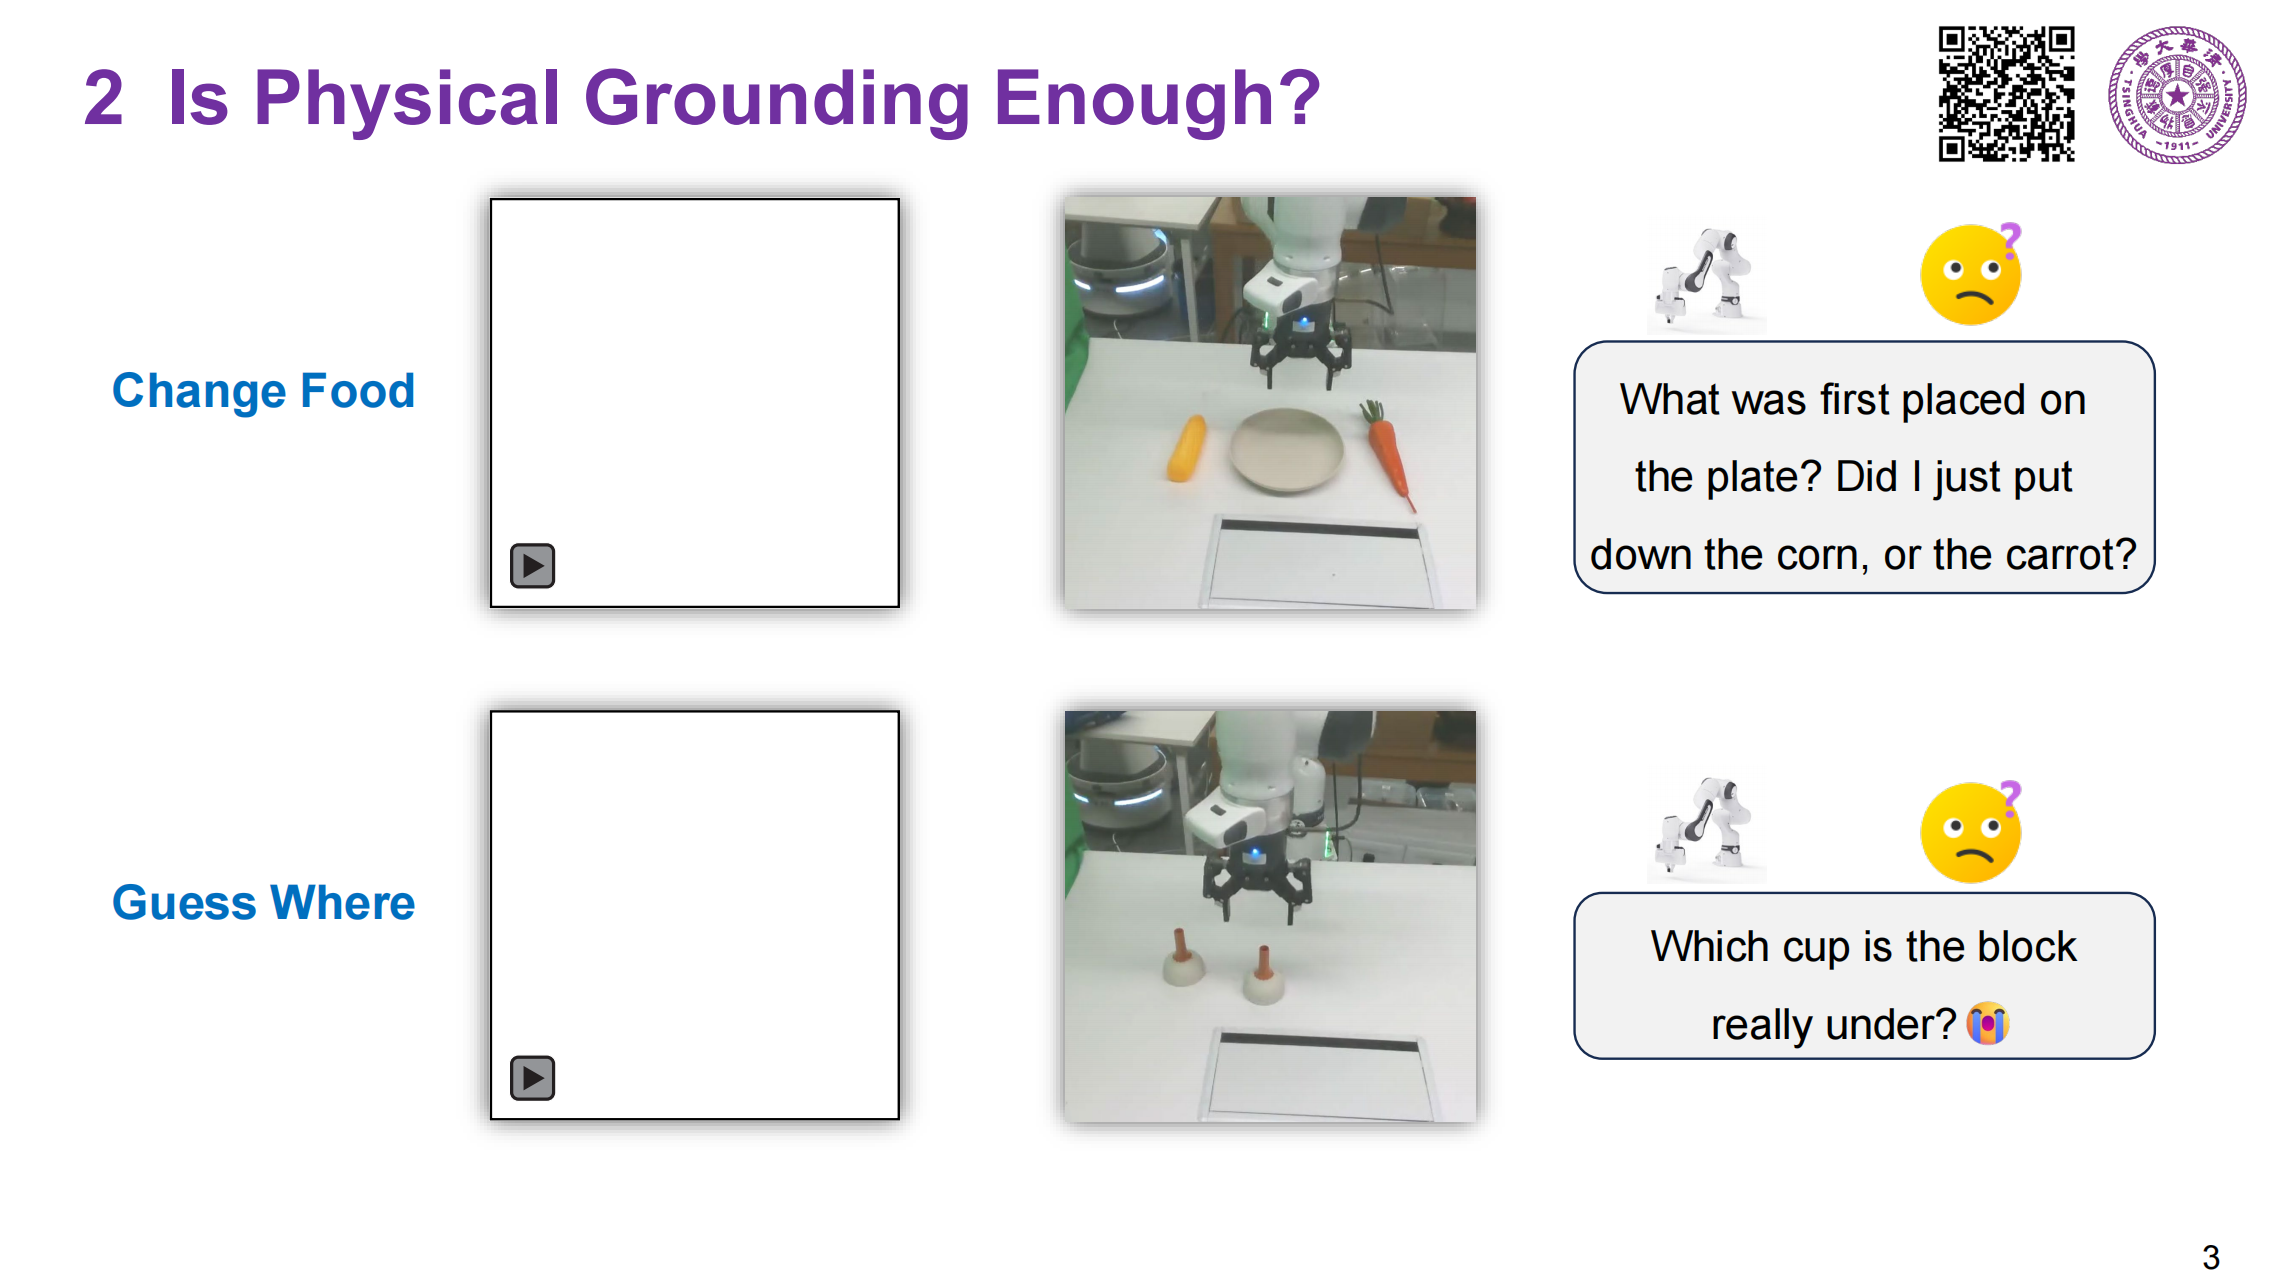 2 Is Physical Grounding Enough?
TSINGHUA UNIVERSITY
-1911-
Change Food
What was first placed on
the plate? Did I just put
down the corn, or the carrot?
Guess Where
Which cup is the block
really under? 😭
3